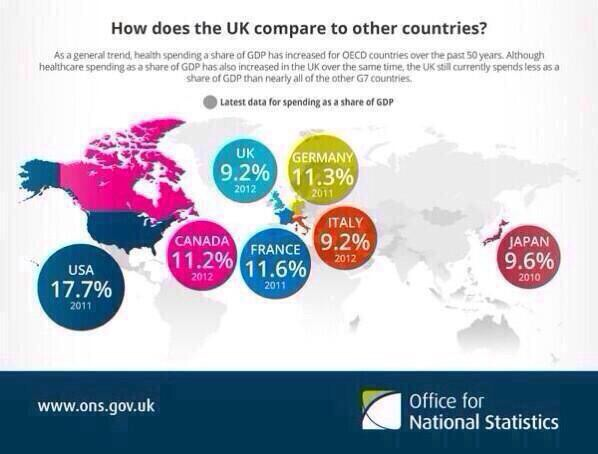 How does the UK compare to other countries?
As a general trend, health spending a share of GDP has increased for OECD countries over the past 50 years. Although
healthcare spending as a share of GDP has also increased in the UK over the same time, the UK still currently spends less as a
share of GDP than nearly all of the other G7 countries.
Latest data for spending as a share of GDP
UK
9.2%
2012
GERMANY
11.3%
2011
USA
17.7%
2011
CANADA
11.2%
2012
FRANCE
11.6%
2011
ITALY
9.2%
2012
JAPAN
9.6%
2010
www.ons.gov.uk
Office for
National Statistics